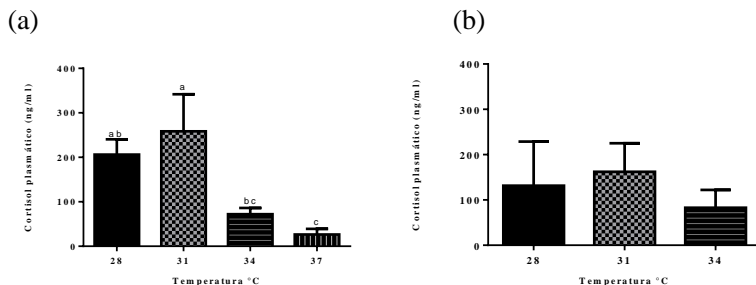 (a)
(b)
Cortisol plasmático (ng/ml)
400
300
200
100
0
ab
a
bc
c
28
31
34
37
Temperatura °C
Cortisol plasmático (ng/ml)
400
300
200
100
0
28
31
34
Temperatura °C